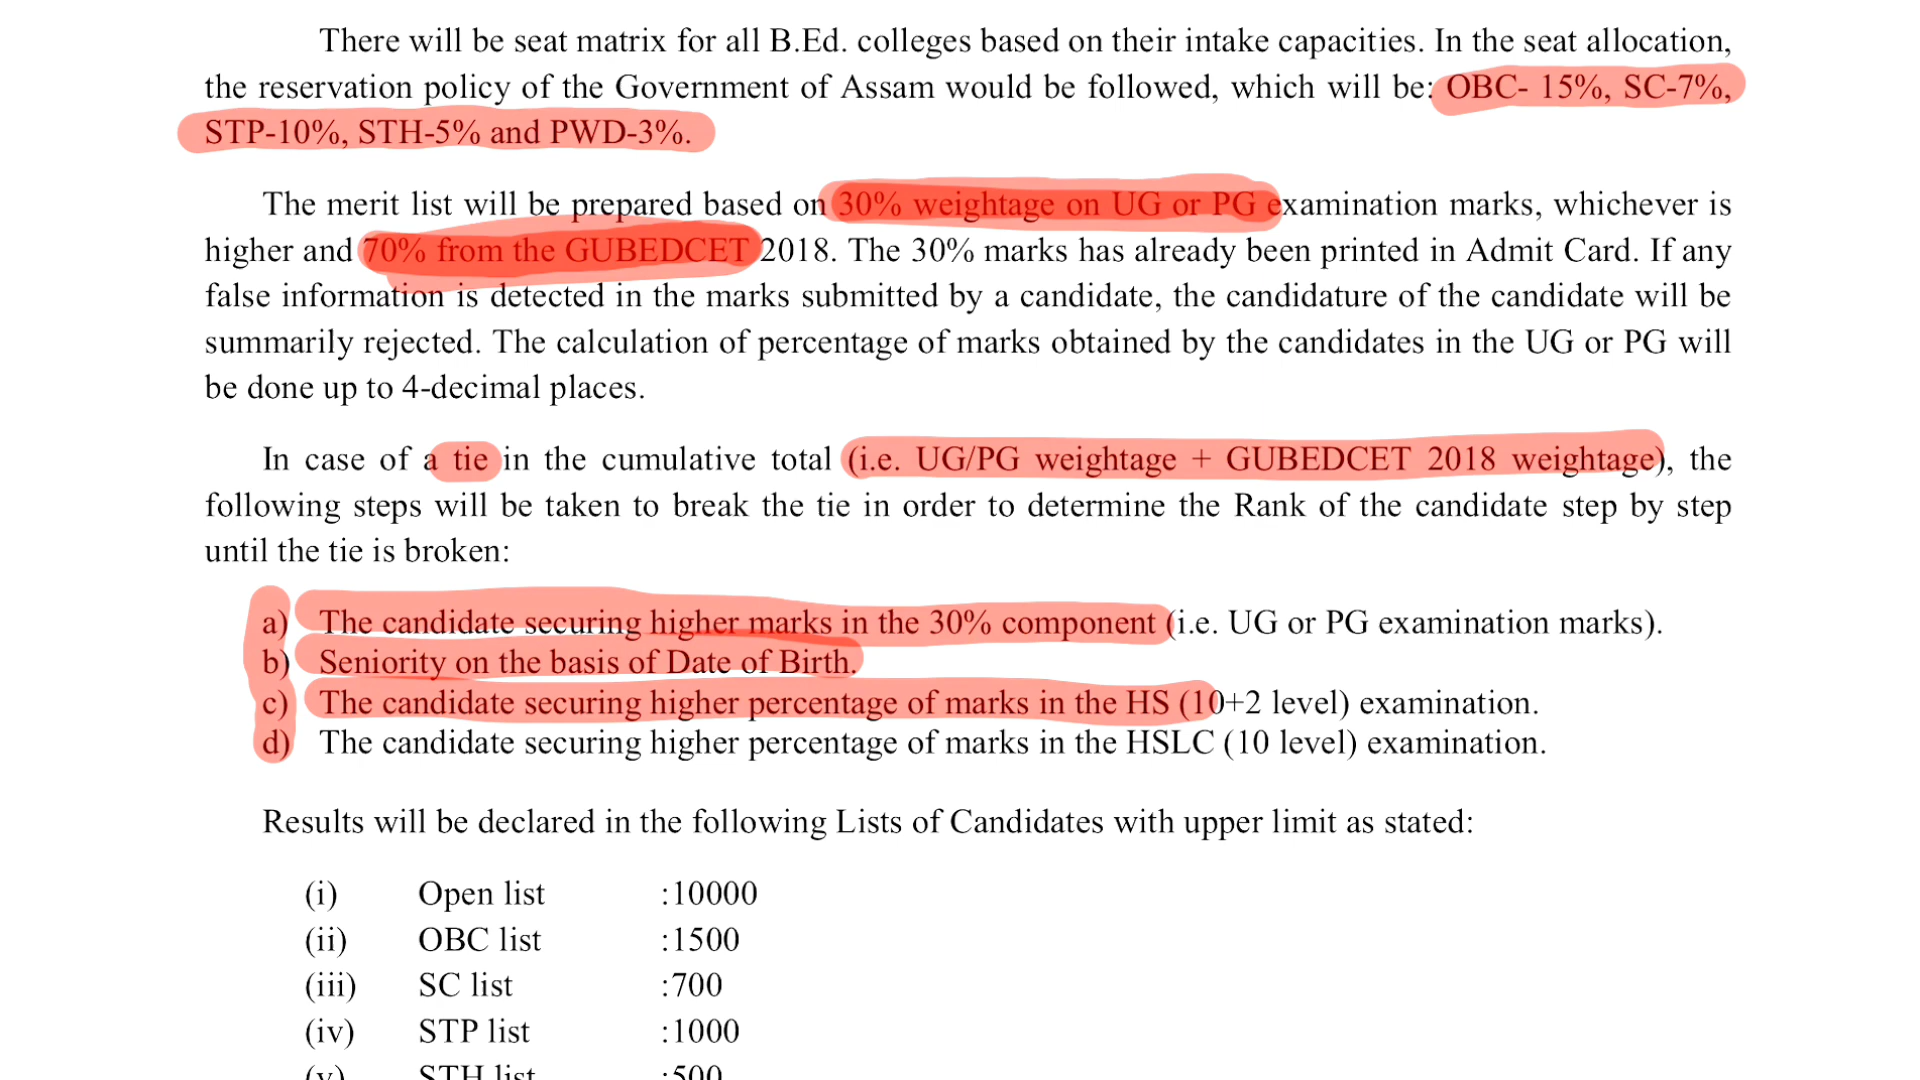 There will be seat matrix for all B.Ed. colleges based on their intake capacities. In the seat allocation,
the reservation policy of the Government of Assam would be followed, which will be: OBC- 15%, SC-7%,
STP-10%, STH-5% and PWD-3%.
The merit list will be prepared based on 30% weightage on UG or PG examination marks, whichever is
higher and 70% from the GUBEDCET 2018. The 30% marks has already been printed in Admit Card. If any
false information is detected in the marks submitted by a candidate, the candidature of the candidate will be
summarily rejected. The calculation of percentage of marks obtained by the candidates in the UG or PG will
be done up to 4-decimal places.
In case of a tie in the cumulative total (i.e. UG/PG weightage + GUBEDCET 2018 weightage), the
following steps will be taken to break the tie in order to determine the Rank of the candidate step by step
until the tie is broken:
a) The candidate securing higher marks in the 30% component (i.e. UG or PG examination marks).
b) Seniority on the basis of Date of Birth.
c) The candidate securing higher percentage of marks in the HS (10+2 level) examination.
d) The candidate securing higher percentage of marks in the HSLC (10 level) examination.
Results will be declared in the following Lists of Candidates with upper limit as stated:
(i) Open list :10000
(ii) OBC list :1500
(iii) SC list :700
(iv) STP list :1000
(v) STH list :500